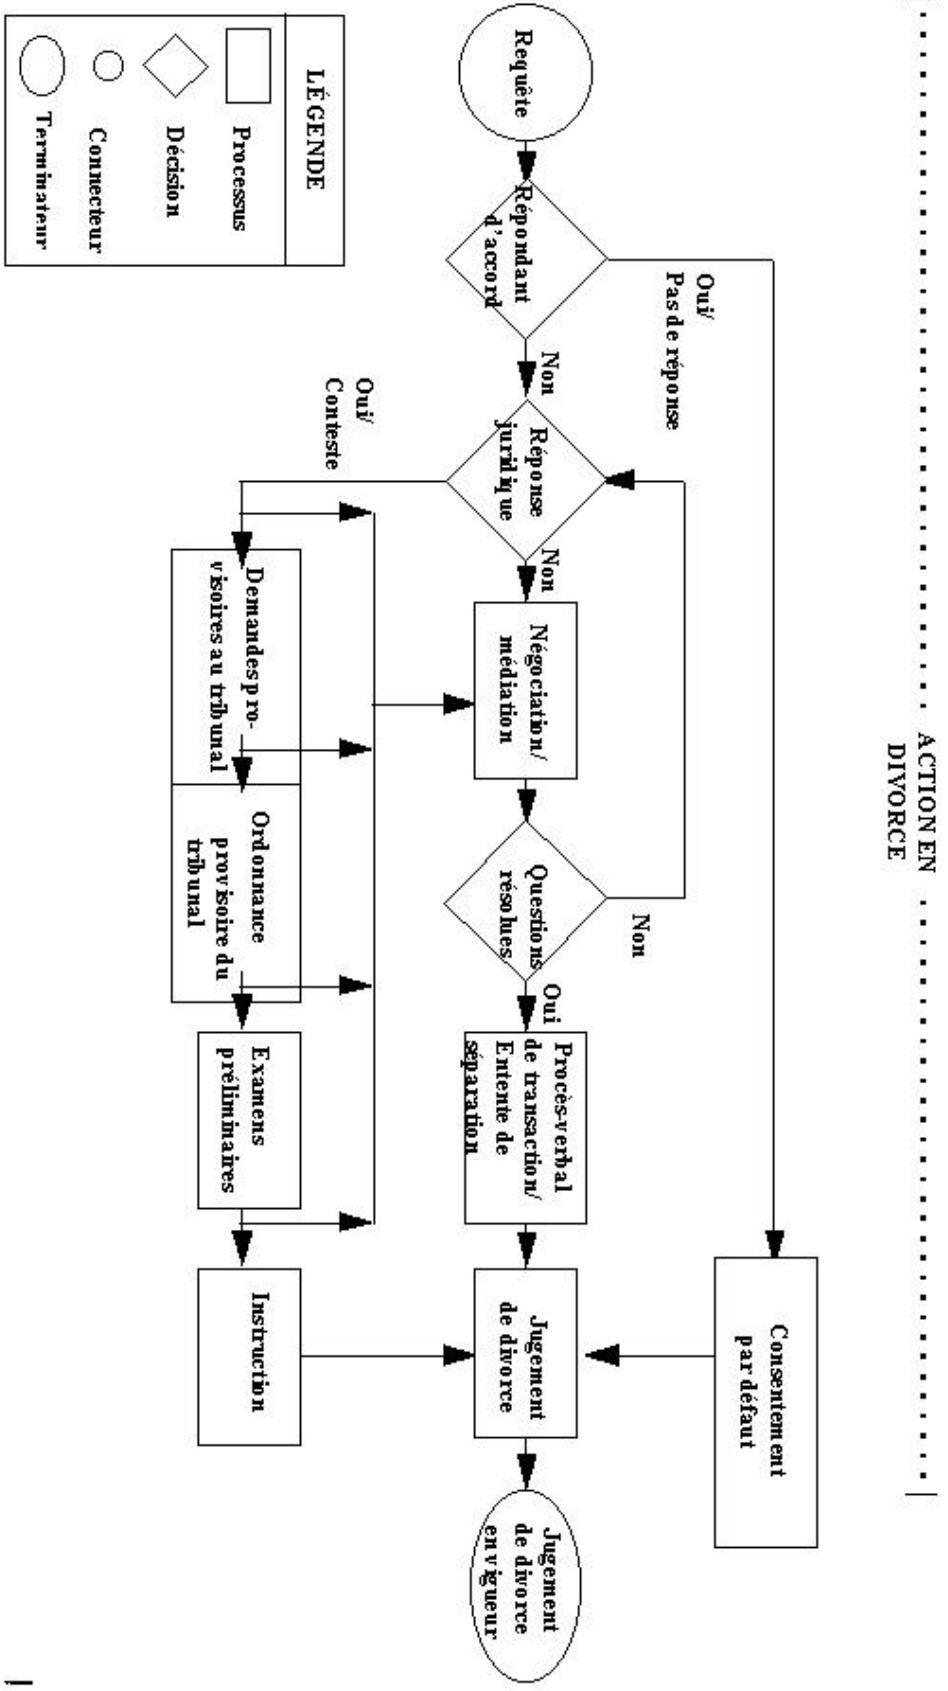 ACTION EN
DIVORCE
Oui/
Pas de réponse
Consentement
par défaut
Requête
Répondant
d'accord
Non
Réponse
juridique
Non
Négociation/
médiation
Questions
résolues
Non
Oui
Procès-verbal
de transaction/
Entente de
séparation
Jugement
de divorce
Jugement
de divorce
en vigueur
Oui/
Conteste
Demandes pro-
visoires au tribunal
Ordonnance
provisoire du
tribunal
Examens
préliminaires
Instruction
LÉGENDE
Processus
Décision
Connecteur
Terminateur